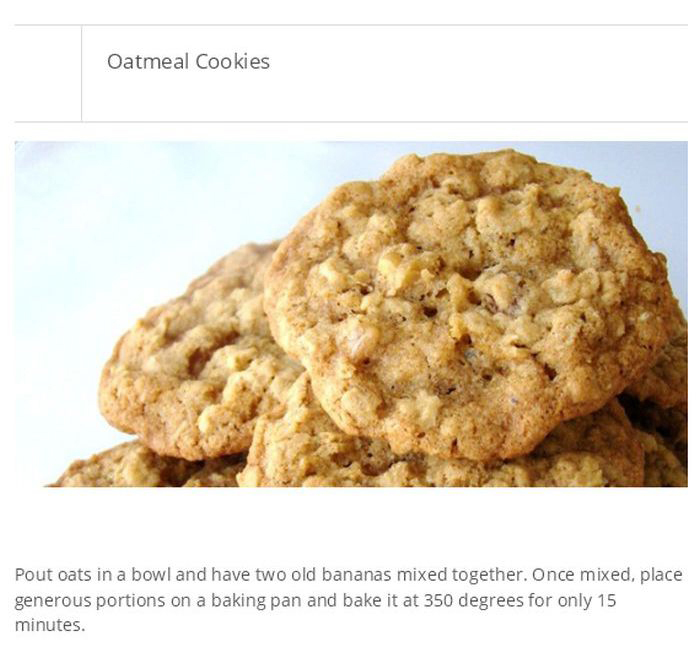 Oatmeal Cookies
Pout oats in a bowl and have two old bananas mixed together. Once mixed, place
generous portions on a baking pan and bake it at 350 degrees for only 15
minutes.